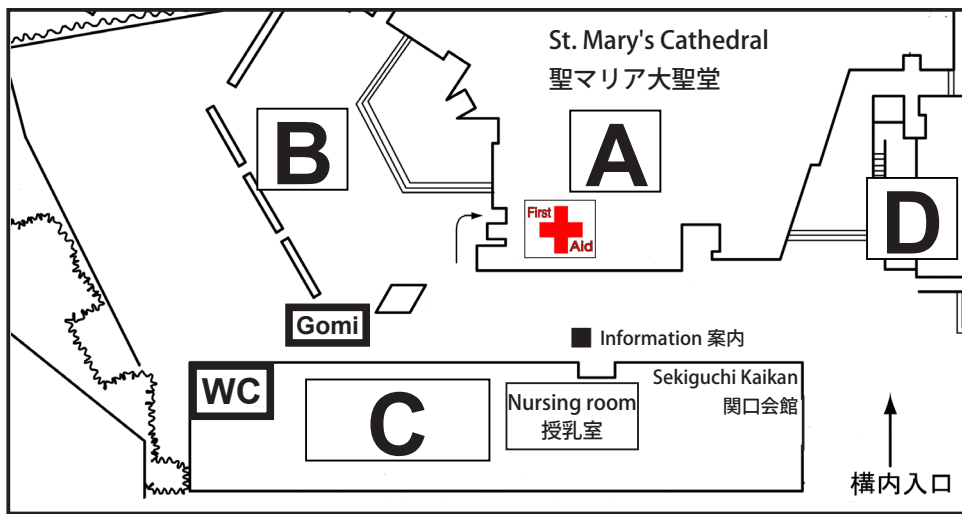 St. Mary's Cathedral
聖マリア大聖堂
B
A
First
Aid
D
Gomi
Information 案内
WC
C
Nursing room
授乳室
Sekiguchi Kaikan
関口会館
構内入口